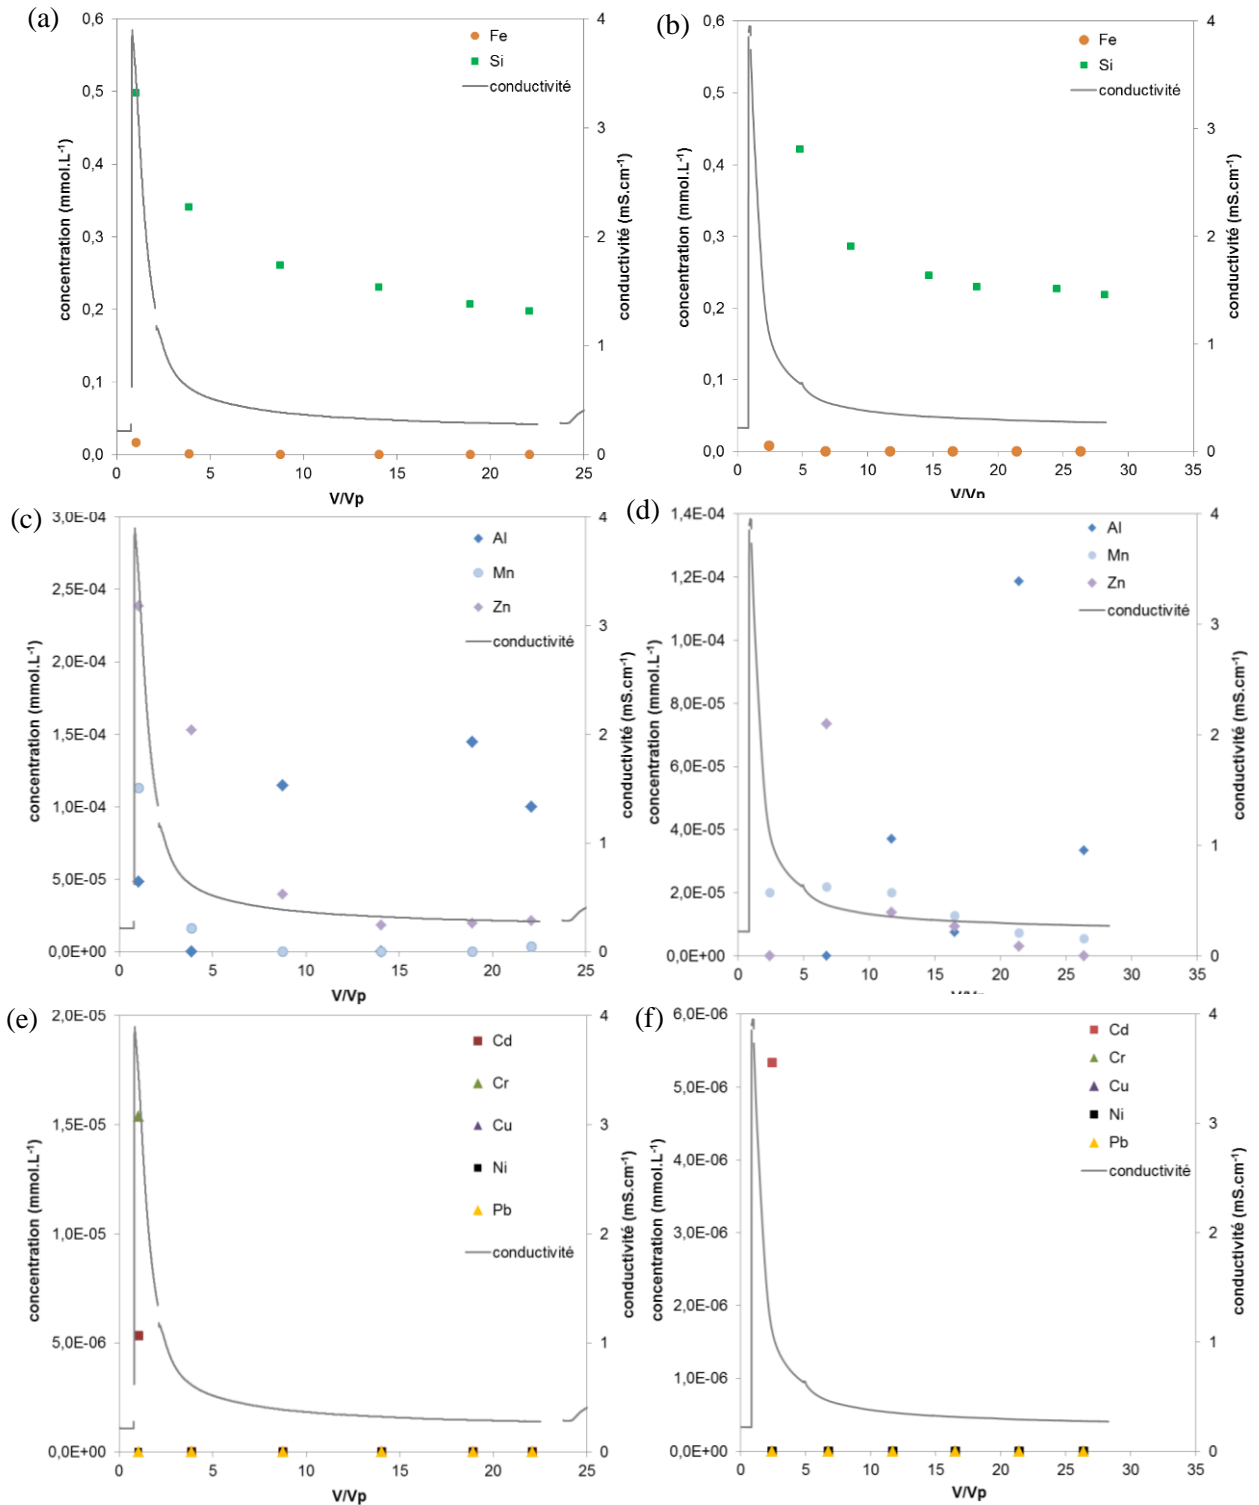 (a)
0,6
0,5
0,4
0,3
0,2
0,1
0,0
concentration (mmol.L⁻¹)
Fe
Si
conductivité
4
3
2
1
0
conductivité (mS.cm⁻¹)
0 5 10 15 20 25
V/Vp
(b)
0,6
0,5
0,4
0,3
0,2
0,1
0,0
concentration (mmol.L⁻¹)
Fe
Si
conductivité
4
3
2
1
0
conductivité (mS.cm⁻¹)
0 5 10 15 20 25 30 35
V/Vp
(c)
3,0E-04
2,5E-04
2,0E-04
1,5E-04
1,0E-04
5,0E-05
0,0E+00
concentration (mmol.L⁻¹)
Al
Mn
Zn
conductivité
4
3
2
1
0
conductivité (mS.cm⁻¹)
0 5 10 15 20 25
V/Vp
(d)
1,4E-04
1,2E-04
1,0E-04
8,0E-05
6,0E-05
4,0E-05
2,0E-05
0,0E+00
concentration (mmol.L⁻¹)
Al
Mn
Zn
conductivité
4
3
2
1
0
conductivité (mS.cm⁻¹)
0 5 10 15 20 25 30 35
V/Vp
(e)
2,0E-05
1,5E-05
1,0E-05
5,0E-06
0,0E+00
concentration (mmol.L⁻¹)
Cd
Cr
Cu
Ni
Pb
conductivité
4
3
2
1
0
conductivité (mS.cm⁻¹)
0 5 10 15 20 25
V/Vp
(f)
6,0E-06
5,0E-06
4,0E-06
3,0E-06
2,0E-06
1,0E-06
0,0E+00
concentration (mmol.L⁻¹)
Cd
Cr
Cu
Ni
Pb
conductivité
4
3
2
1
0
conductivité (mS.cm⁻¹)
0 5 10 15 20 25 30 35
V/Vp